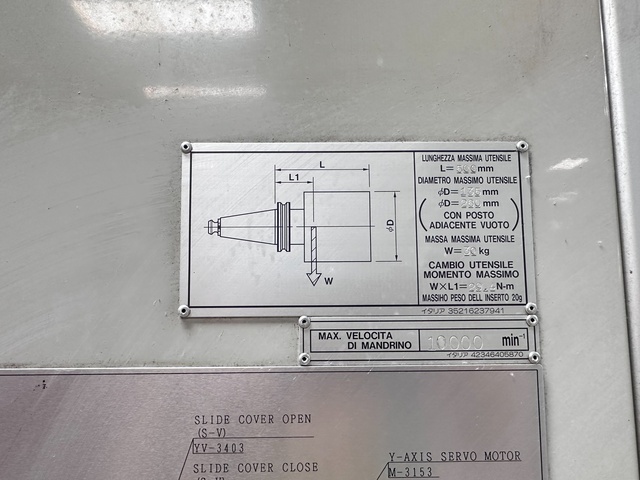 L
L1
φD
W
LUNGHEZZA MASSIMA UTENSILE
L= mm
DIAMETRO MASSIMO UTENSILE
φD= mm
φD= mm
(CON POSTO
ADIACENTE VUOTO)
MASSA MASSIMA UTENSILE
W= kg
CAMBIO UTENSILE
MOMENTO MASSIMO
W×L1= N-m
MASSIHO PESO DELL INSERTO 20g
イタリア 35216237941
MAX. VELOCITA
DI MANDRINO
10000 min⁻¹
イタリア 42346405870
SLIDE COVER OPEN
(S-V)
YV-3403
SLIDE COVER CLOSE
Y-AXIS SERVO MOTOR
M-3153